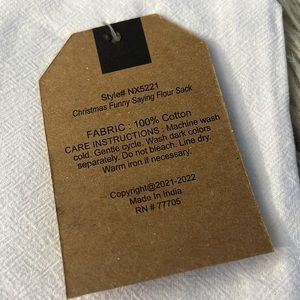 Style# NX5221
Christmas Funny Saying Flour Sack
FABRIC : 100% Cotton
CARE INSTRUCTIONS : Machine wash
cold. Gentle cycle. Wash dark colors
separately. Do not bleach. Line dry.
Warm iron if necessary.
Copyright@2021-2022
Made In India
RN # 77705